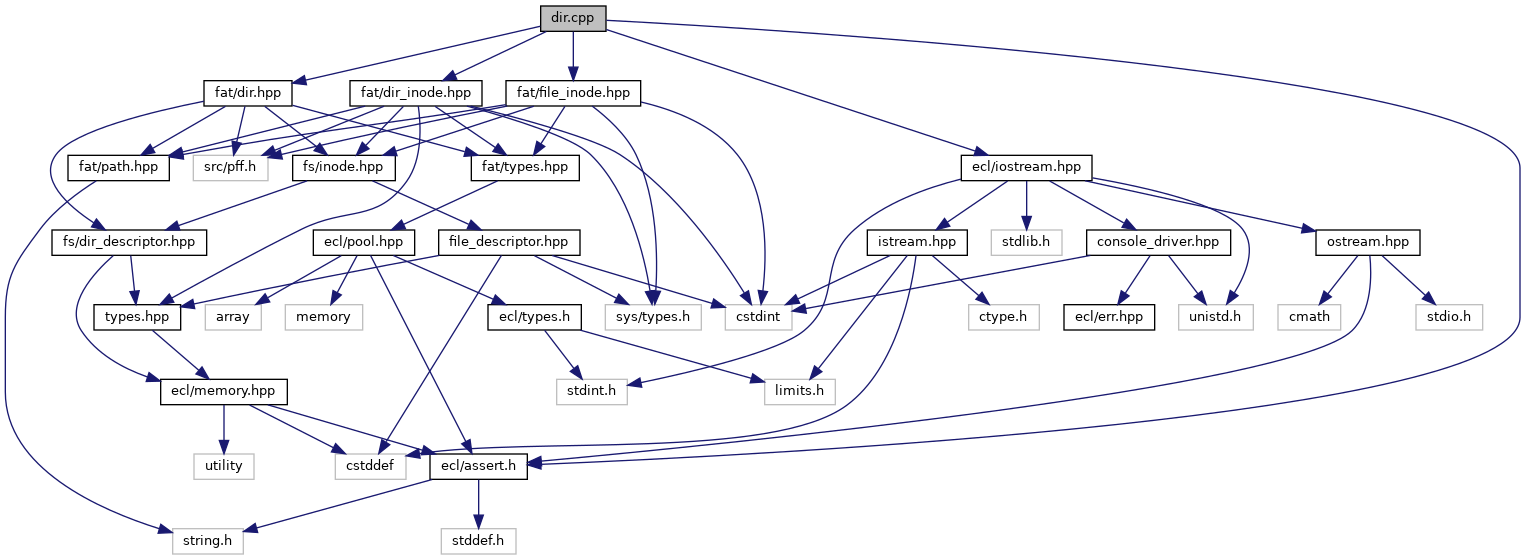 dir.cpp
fat/dir.hpp
fat/dir_inode.hpp
fat/file_inode.hpp
fat/path.hpp
src/pff.h
fs/inode.hpp
fat/types.hpp
ecl/iostream.hpp
fs/dir_descriptor.hpp
ecl/pool.hpp
file_descriptor.hpp
istream.hpp
stdlib.h
console_driver.hpp
ostream.hpp
types.hpp
array
memory
ecl/types.h
sys/types.h
cstdint
ctype.h
ecl/err.hpp
unistd.h
cmath
stdio.h
ecl/memory.hpp
stdint.h
limits.h
utility
cstddef
ecl/assert.h
string.h
stddef.h